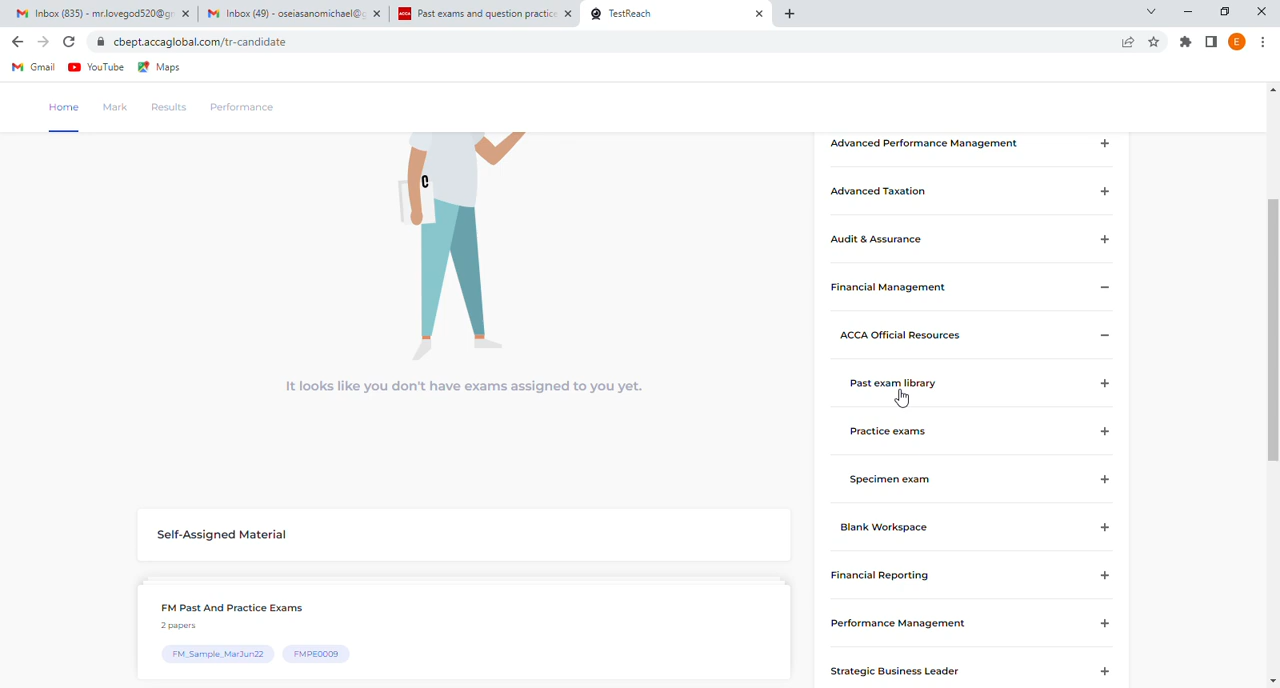 Inbox (835) - mr.lovegod520@g
Inbox (49) - oseiasanomichael@g
ACCA
Past exams and question practice
TestReach
cbept.accaglobal.com/tr-candidate
E
Gmail
YouTube
Maps
Home
Mark
Results
Performance
Advanced Performance Management
Advanced Taxation
Audit & Assurance
Financial Management
ACCA Official Resources
It looks like you don't have exams assigned to you yet.
Past exam library
Practice exams
Specimen exam
Blank Workspace
Self-Assigned Material
Financial Reporting
FM Past And Practice Exams
2 papers
Performance Management
FM_Sample_MarJun22
FMPE0009
Strategic Business Leader